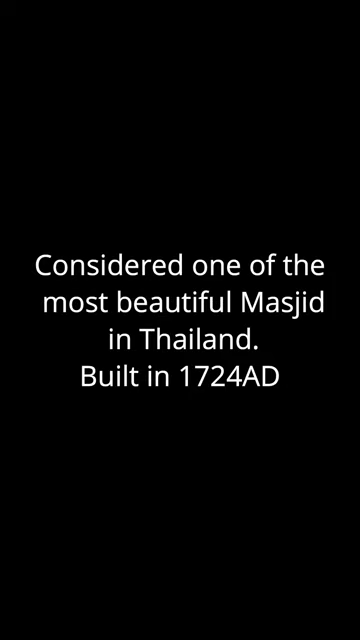 Considered one of the
most beautiful Masjid
in Thailand.
Built in 1724AD